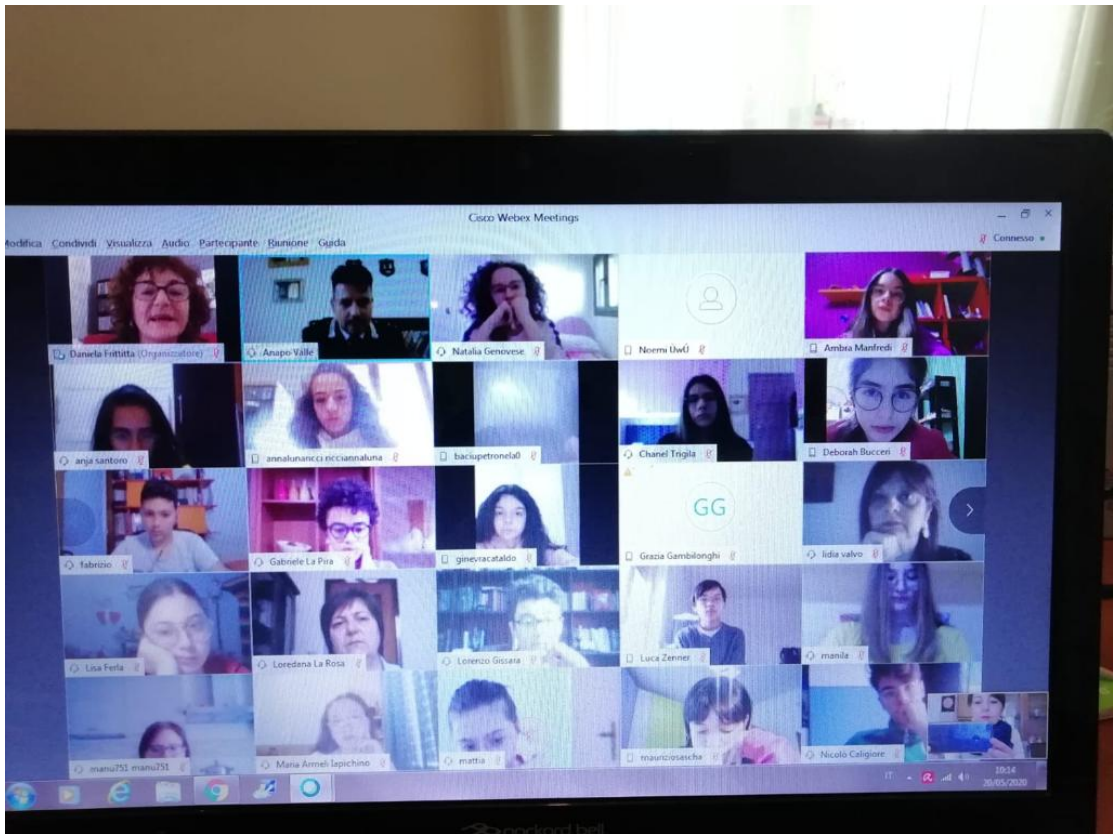 Cisco Webex Meetings
Modifica Condividi Visualizza Audio Partecipante Riunione Guida
Connesso
Daniela Frittitta (Organizzatore)
Anapo Valle
Natalia Genovese
Noemi UwU
Ambra Manfredi
anja santoro
annalunancci ricciannaluna
baciupetronela0
Chanel Trigila
Deborah Bucceri
fabrizio
Gabriele La Pira
ginevracataldo
GG
Grazia Gambilonghi
lidia valvo
Lisa Ferla
Loredana La Rosa
Lorenzo Gissara
Luca Zenner
manila
manu751 manu751
Maria Armeli Iapichino
mattia
mauriziosascha
Nicolò Caligiore
IT
10:14
20/05/2020
packard bell